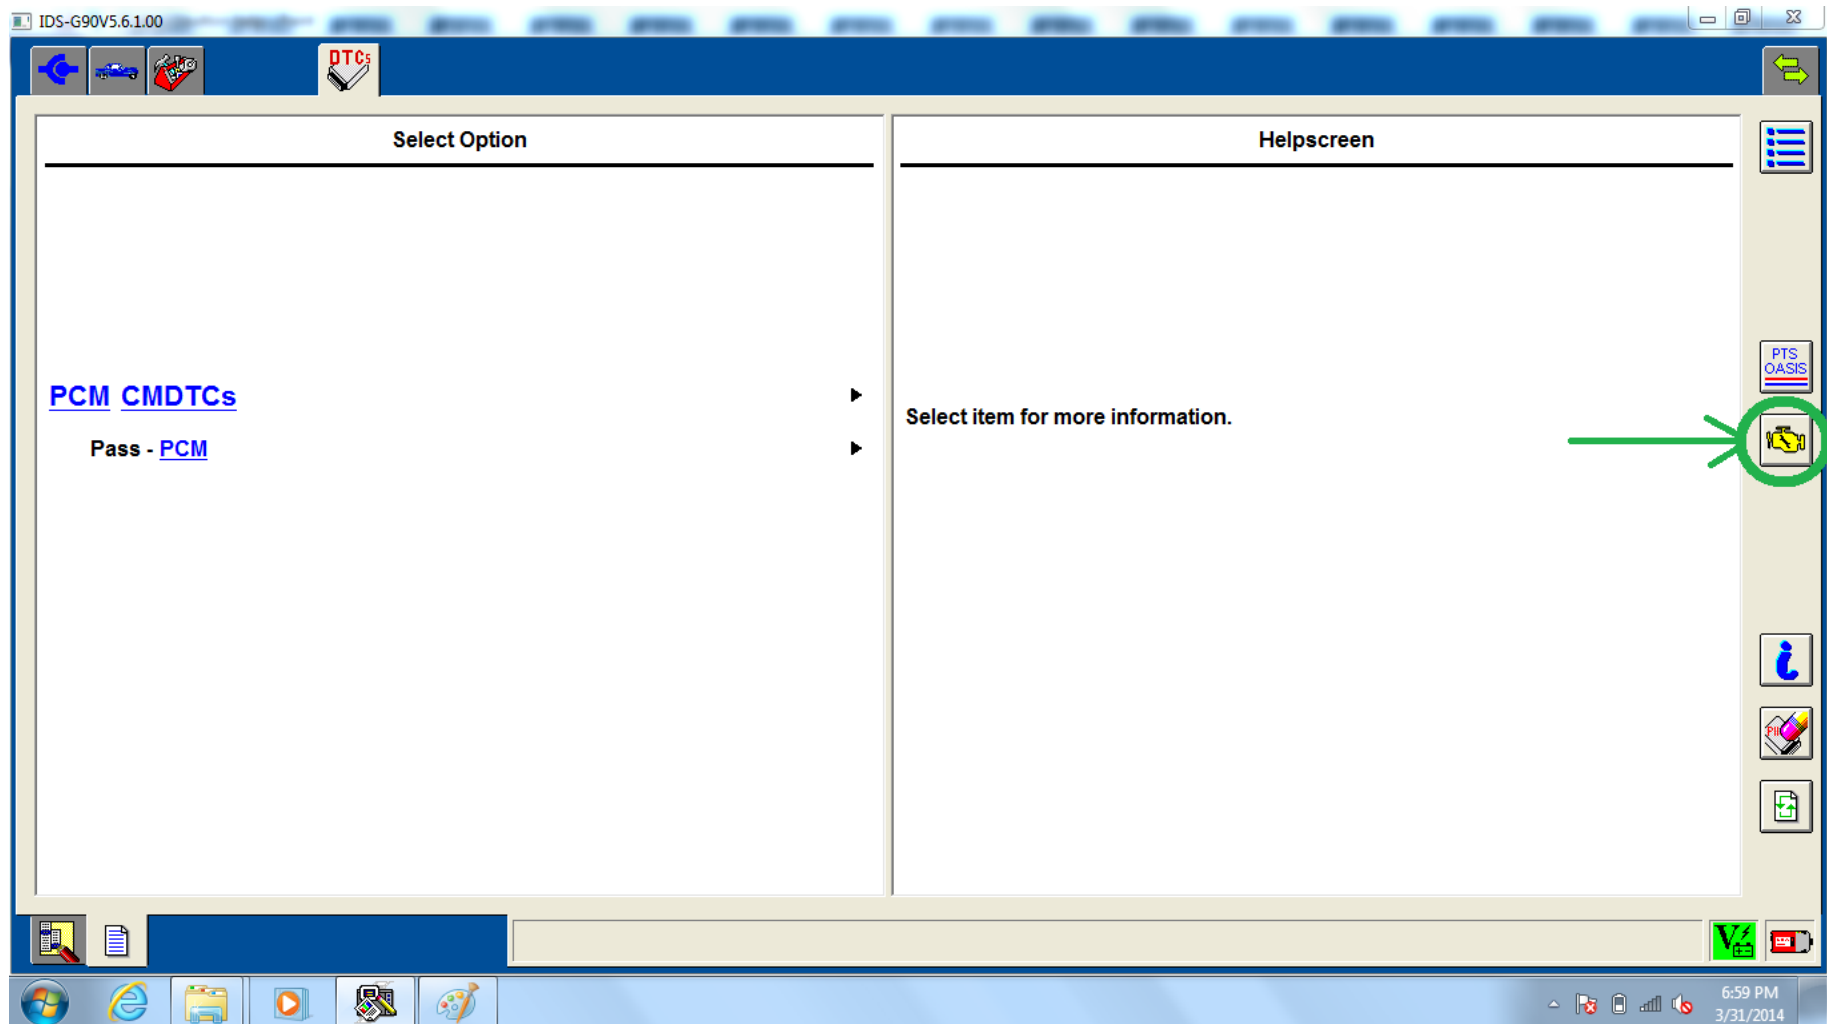 IDS-G90V5.6.1.00
DTCs
Select Option
Helpscreen
PTS
OASIS
PCM CMDTCs
Select item for more information.
Pass - PCM
6:59 PM
3/31/2014